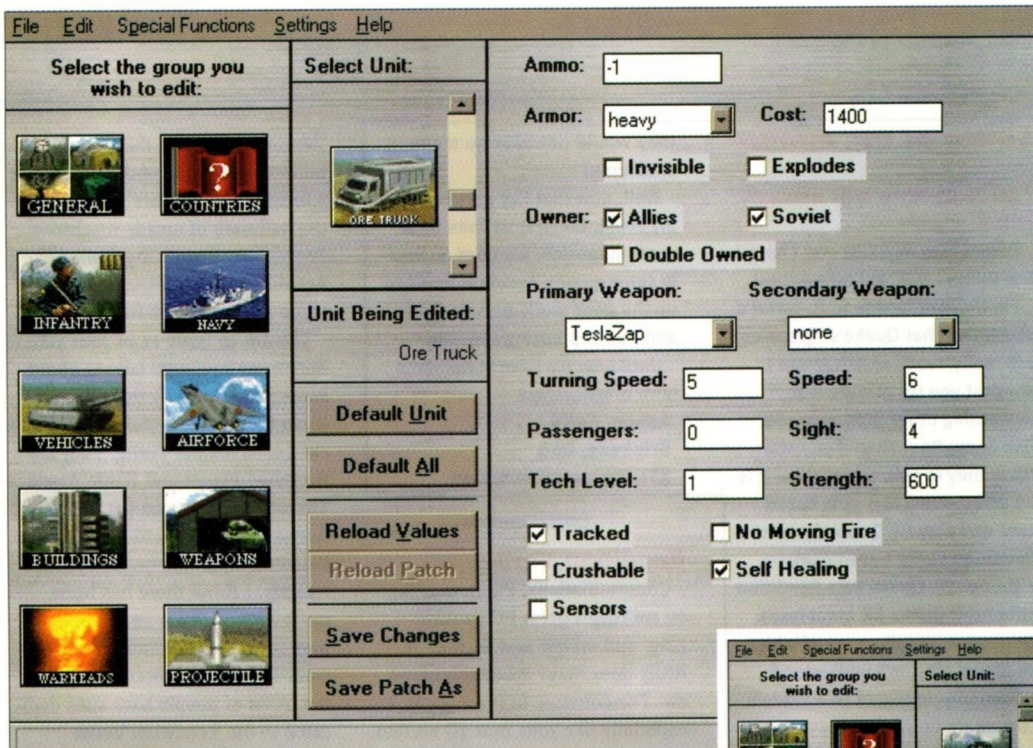 File Edit Special Functions Settings Help
Select the group you
wish to edit:
GENERAL
COUNTRIES
INFANTRY
NAVY
VEHICLES
AIRFORCE
BUILDINGS
WEAPONS
WARHEADS
PROJECTILE
Select Unit:
ORE TRUCK
Unit Being Edited:
Ore Truck
Default Unit
Default All
Reload Values
Reload Patch
Save Changes
Save Patch As
Ammo: -1
Armor: heavy Cost: 1400
Invisible Explodes
Owner: Allies Soviet
Double Owned
Primary Weapon: Secondary Weapon:
TeslaZap none
Turning Speed: 5 Speed: 6
Passengers: 0 Sight: 4
Tech Level: 1 Strength: 600
Tracked No Moving Fire
Crushable Self Healing
Sensors
File Edit Special Functions Settings Help
Select the group you
wish to edit:
Select Unit: